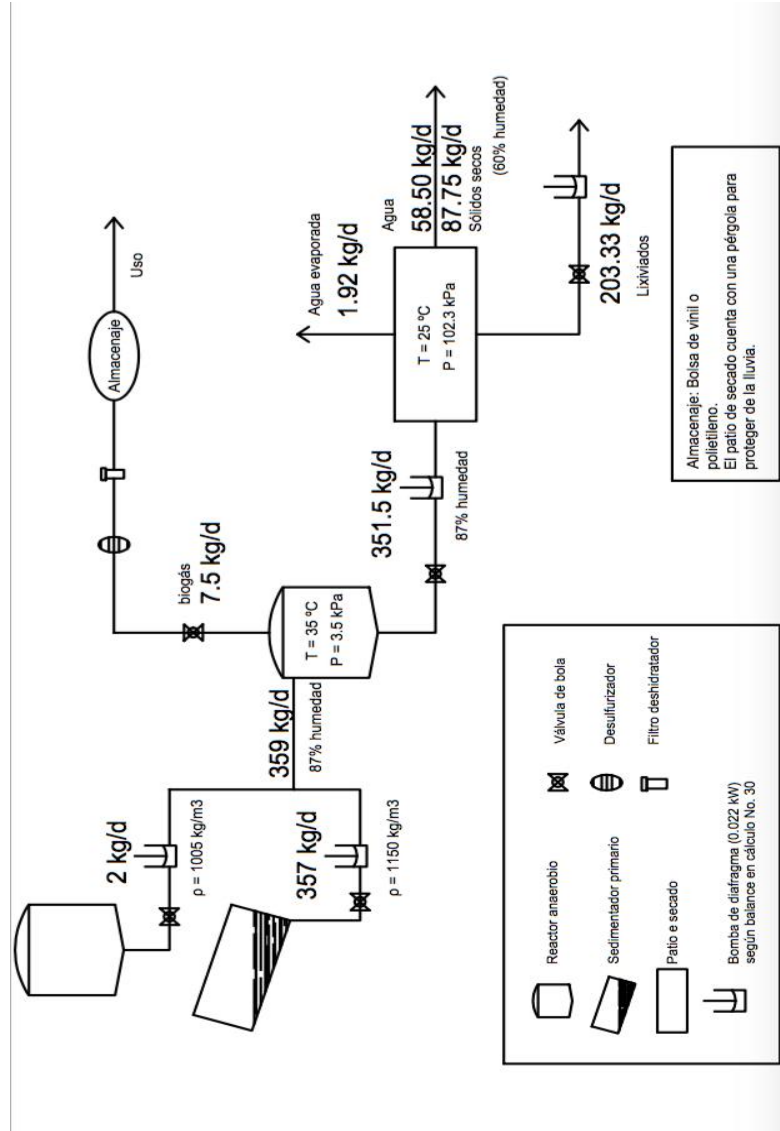 2 kg/d
ρ = 1005 kg/m3
357 kg/d
ρ = 1150 kg/m3
359 kg/d
87% humedad
biogás
7.5 kg/d
T = 35 ºC
P = 3.5 kPa
Almacenaje
Uso
351.5 kg/d
87% humedad
T = 25 ºC
P = 102.3 kPa
Agua evaporada
1.92 kg/d
Agua
58.50 kg/d
87.75 kg/d
Sólidos secos
(60% humedad)
203.33 kg/d
Lixiviados
Reactor anaerobio
Sedimentador primario
Patio e secado
Bomba de diafragma (0.022 kW)
según balance en cálculo No. 30
Válvula de bola
Desulfurizador
Filtro deshidratador
Almacenaje: Bolsa de vinil o
polietileno.
El patio de secado cuenta con una pérgola para
proteger de la lluvia.